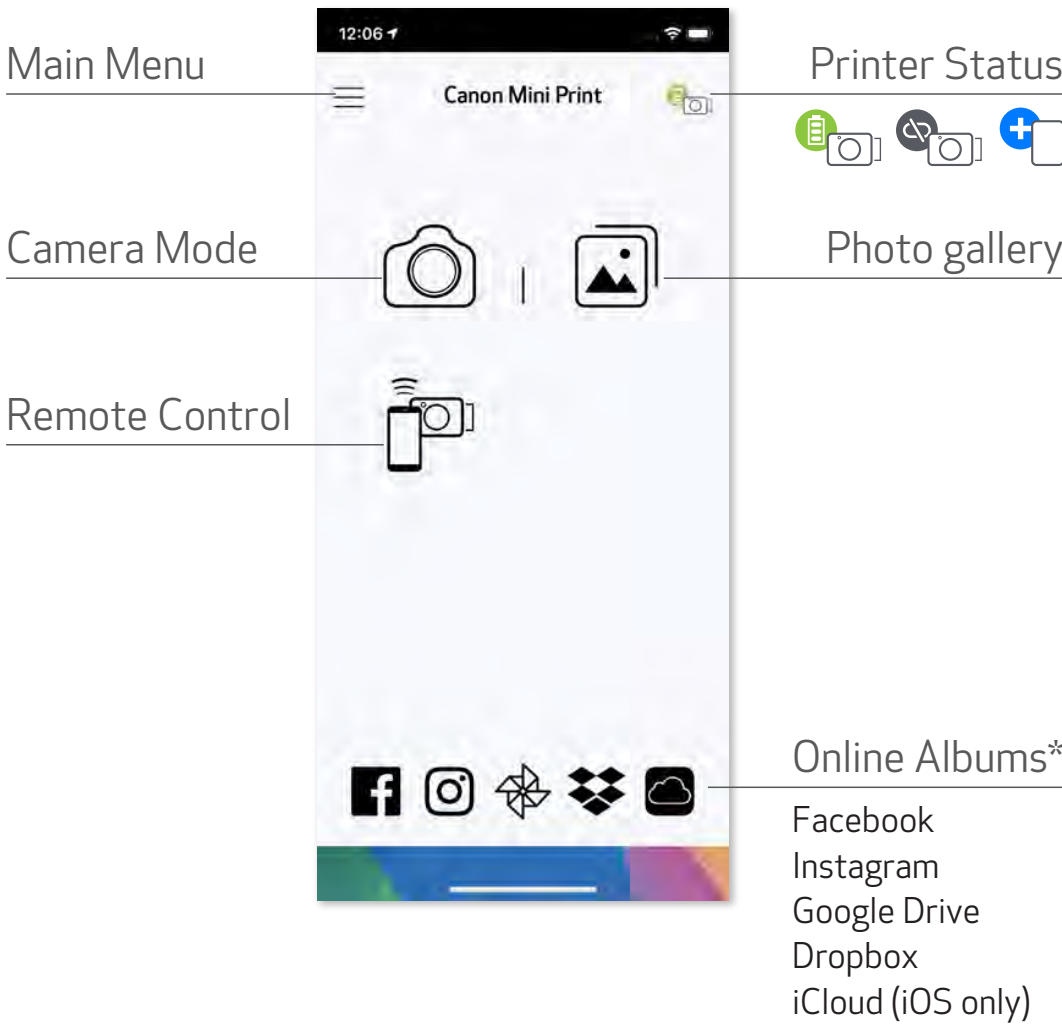 12:06
Main Menu
Canon Mini Print
Printer Status
Camera Mode
Photo gallery
Remote Control
Online Albums*
Facebook
Instagram
Google Drive
Dropbox
iCloud (iOS only)